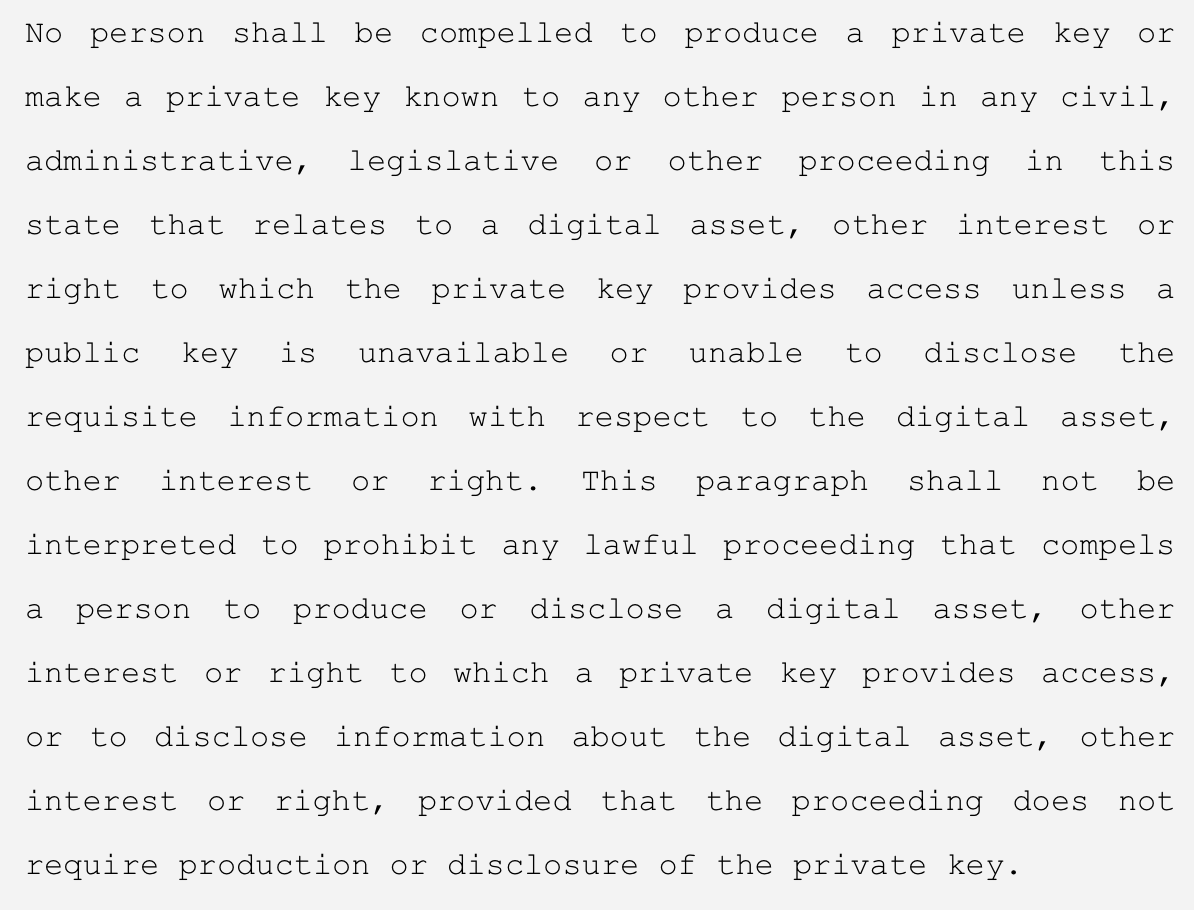 No person shall be compelled to produce a private key or
make a private key known to any other person in any civil,
administrative, legislative or other proceeding in this
state that relates to a digital asset, other interest or
right to which the private key provides access unless a
public key is unavailable or unable to disclose the
requisite information with respect to the digital asset,
other interest or right. This paragraph shall not be
interpreted to prohibit any lawful proceeding that compels
a person to produce or disclose a digital asset, other
interest or right to which a private key provides access,
or to disclose information about the digital asset, other
interest or right, provided that the proceeding does not
require production or disclosure of the private key.